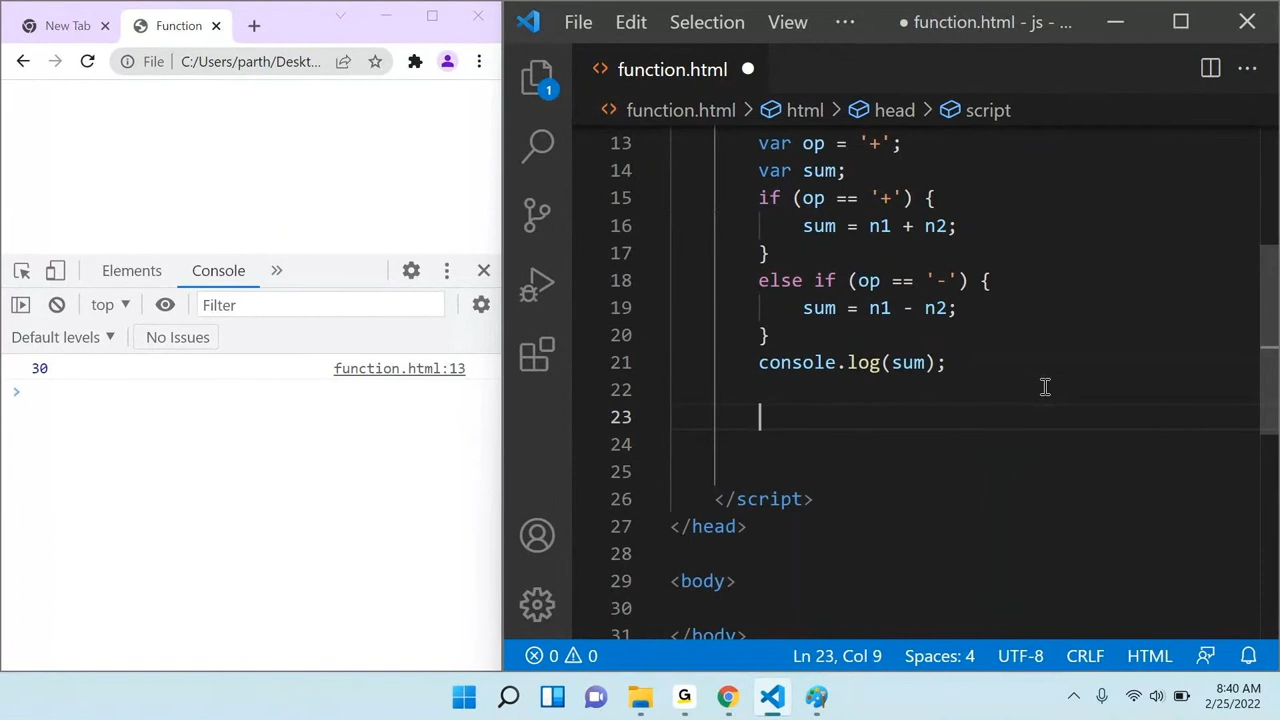 New Tab
Function
File C:/Users/parth/Deskt...
Elements
Console
top
Filter
Default levels
No Issues
30 function.html:13
File Edit Selection View ··· ● function.html - js - ...
function.html
function.html > html > head > script
13 var op = '+';
14 var sum;
15 if (op == '+') {
16 sum = n1 + n2;
17 }
18 else if (op == '-') {
19 sum = n1 - n2;
20 }
21 console.log(sum);
22
23
24
25
26 </script>
27 </head>
28
29 <body>
30
31 </body>
1
0 0 Ln 23, Col 9 Spaces: 4 UTF-8 CRLF HTML
G
8:40 AM
2/25/2022